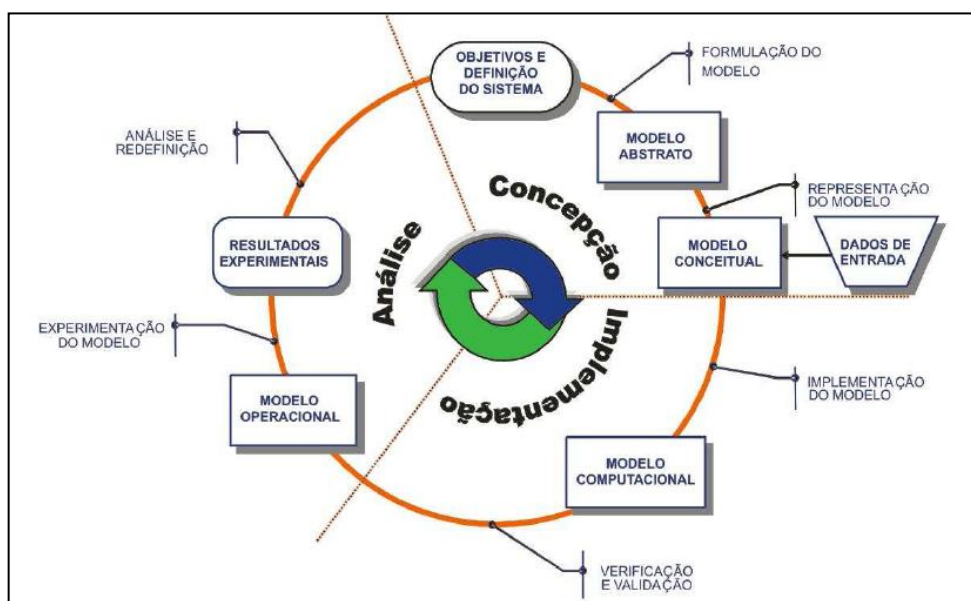 OBJETIVOS E
DEFINIÇÃO
DO SISTEMA
FORMULAÇÃO DO
MODELO
MODELO
ABSTRATO
REPRESENTAÇÃO
DO MODELO
MODELO
CONCEITUAL
DADOS DE
ENTRADA
IMPLEMENTAÇÃO
DO MODELO
MODELO
COMPUTACIONAL
VERIFICAÇÃO
E VALIDAÇÃO
MODELO
OPERACIONAL
EXPERIMENTAÇÃO
DO MODELO
RESULTADOS
EXPERIMENTAIS
ANÁLISE E
REDEFINIÇÃO
Concepção
Implementação
Análise